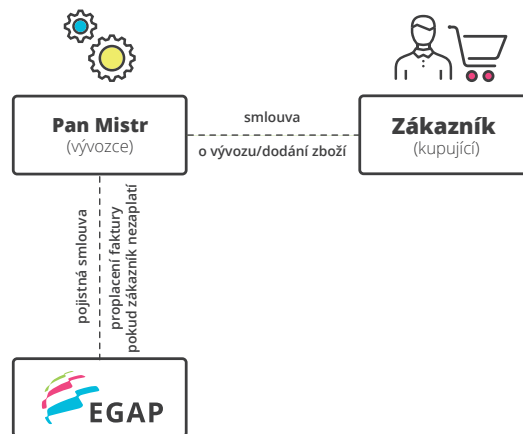 Pan Mistr
(vývozce)
smlouva
o vývozu/dodání zboží
Zákazník
(kupující)
pojistná smlouva
proplacení faktury
pokud zákazník nezaplatí
EGAP